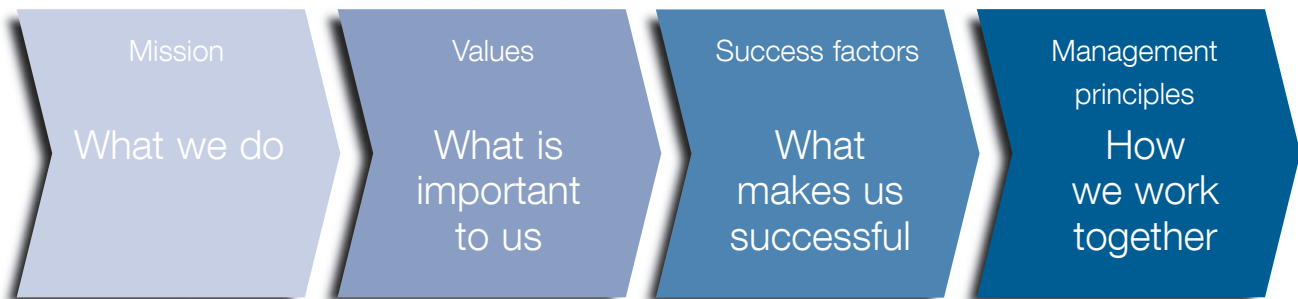 Mission
What we do
Values
What is
important
to us
Success factors
What
makes us
successful
Management
principles
How
we work
together